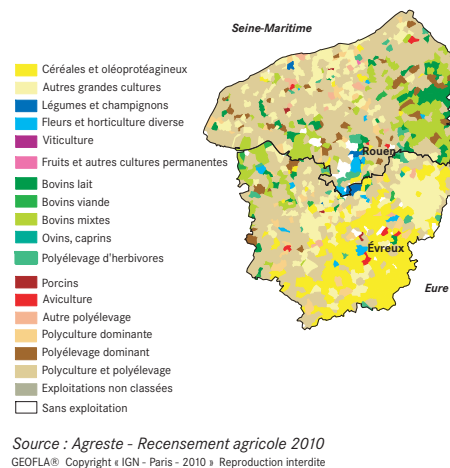 Seine-Maritime
Céréales et oléoprotéagineux
Autres grandes cultures
Légumes et champignons
Fleurs et horticulture diverse
Viticulture
Fruits et autres cultures permanentes
Bovins lait
Bovins viande
Bovins mixtes
Ovins, caprins
Polyélevage d'herbivores
Porcins
Aviculture
Autre polyélevage
Polyculture dominante
Polyélevage dominant
Polyculture et polyélevage
Exploitations non classées
Sans exploitation
Rouen
Évreux
Eure
Source : Agreste - Recensement agricole 2010
GEOFLA® Copyright « IGN - Paris - 2010 » Reproduction interdite